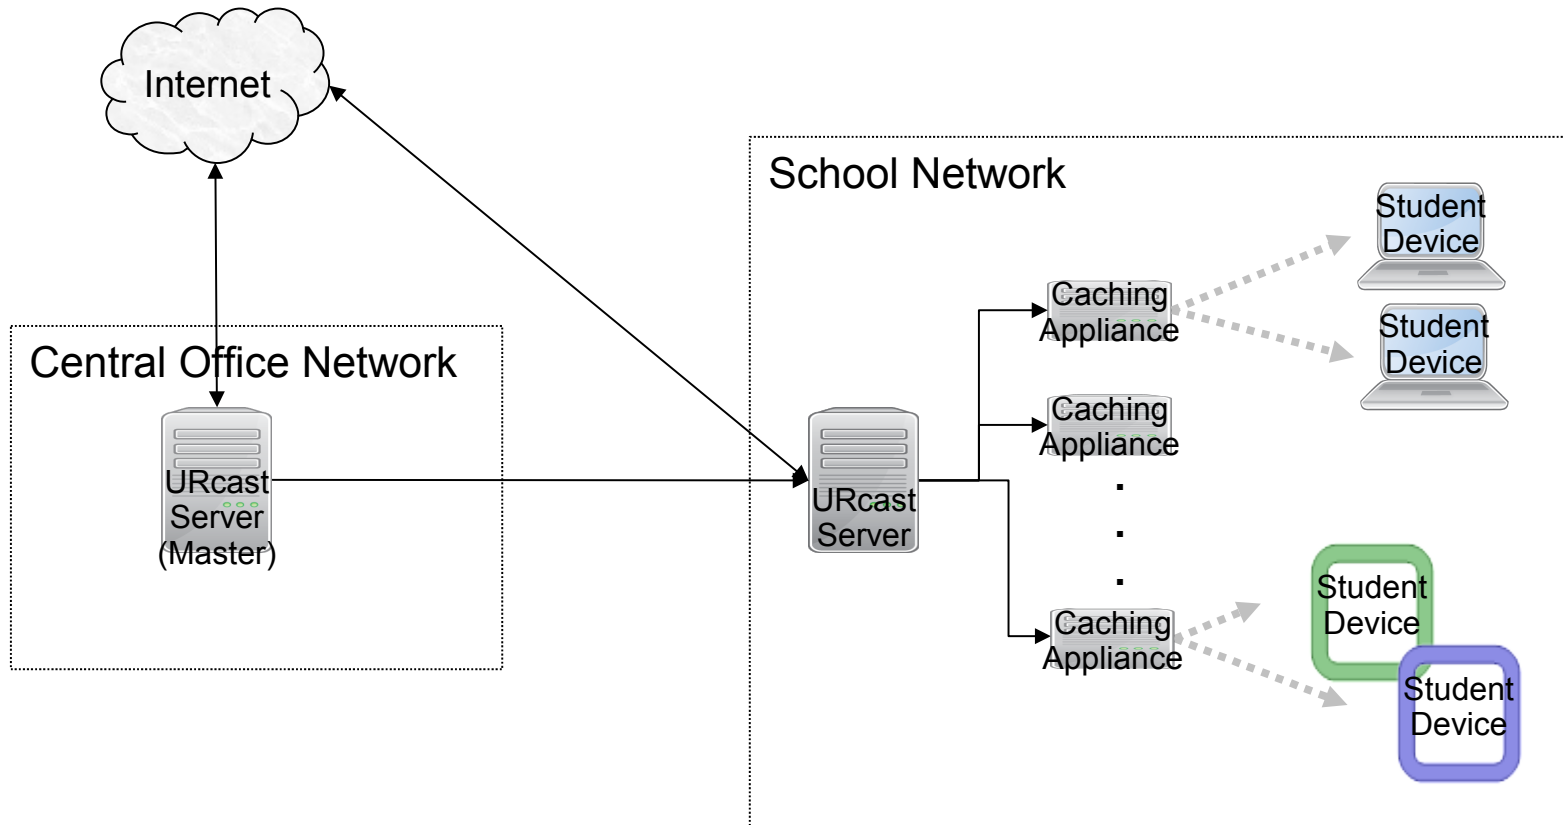 Internet
School Network
Student
Device
Caching
Appliance
Student
Device
Central Office Network
Caching
Appliance
URcast
Server
(Master)
URcast
Server
.
.
.
Student
Device
Caching
Appliance
Student
Device